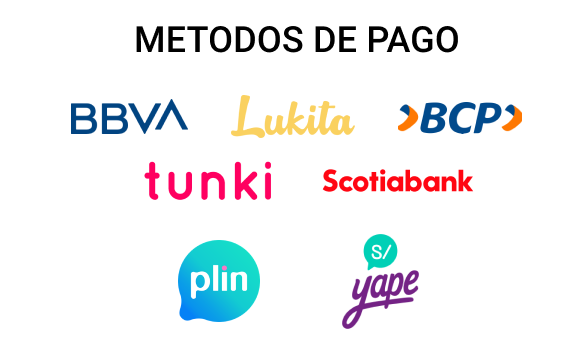 METODOS DE PAGO
BBVA Lukita BCP
tunki Scotiabank
plin S/ yape